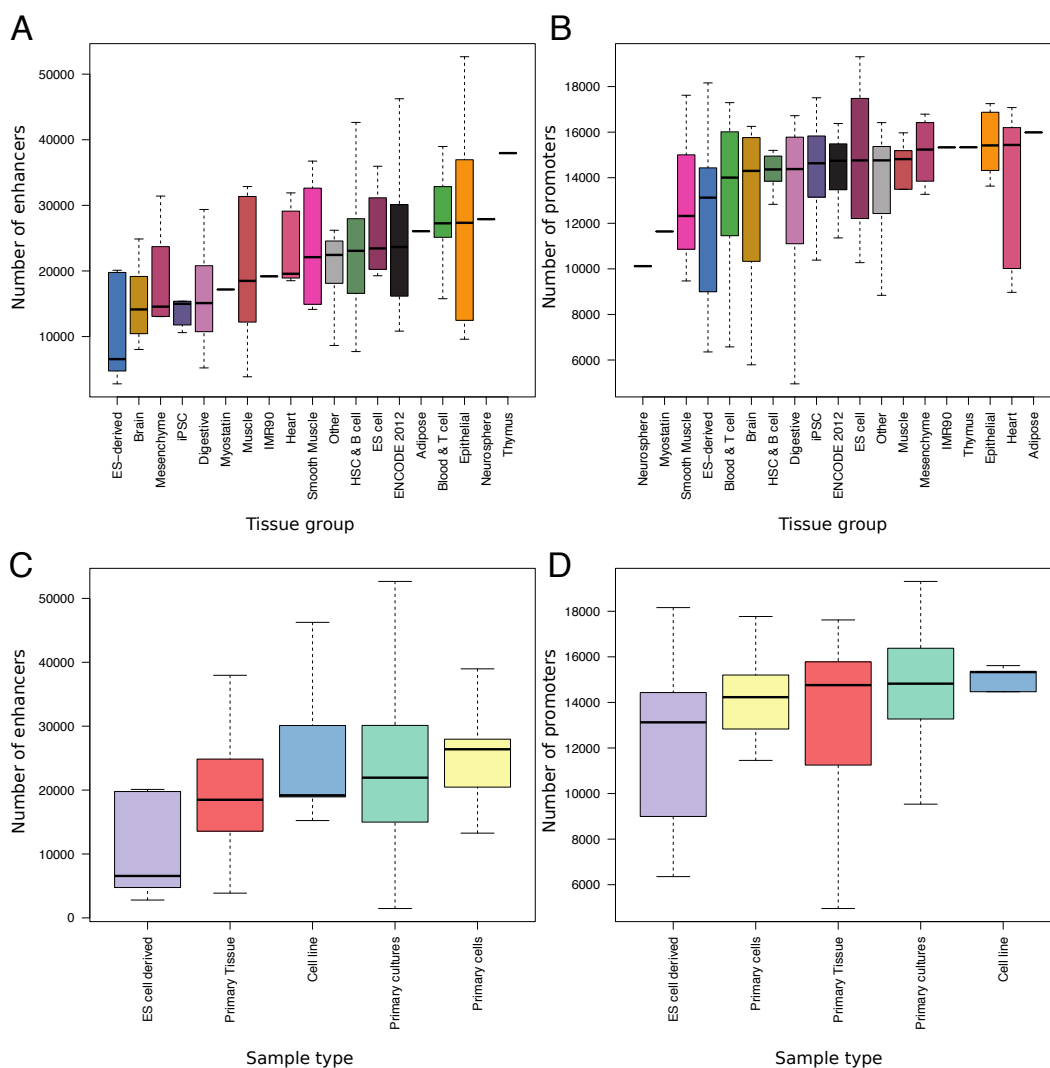 A
Number of enhancers
50000
40000
30000
20000
10000
ES−derived
Brain
Mesenchyme
iPSC
Digestive
Myostatin
Muscle
IMR90
Heart
Smooth Muscle
Other
HSC & B cell
ES cell
ENCODE 2012
Adipose
Blood & T cell
Epithelial
Neurosphere
Thymus
Tissue group
B
Number of promoters
18000
16000
14000
12000
10000
8000
6000
Neurosphere
Myostatin
Smooth Muscle
ES−derived
Blood & T cell
Brain
HSC & B cell
Digestive
iPSC
ENCODE 2012
ES cell
Other
Muscle
Mesenchyme
IMR90
Thymus
Epithelial
Heart
Adipose
Tissue group
C
Number of enhancers
50000
40000
30000
20000
10000
0
ES cell derived
Primary Tissue
Cell line
Primary cultures
Primary cells
Sample type
D
Number of promoters
18000
16000
14000
12000
10000
8000
6000
ES cell derived
Primary cells
Primary Tissue
Primary cultures
Cell line
Sample type